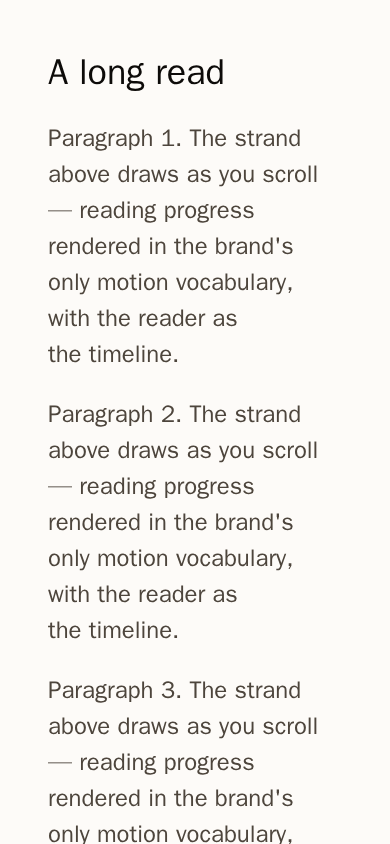 A long read
Paragraph 1. The strand
above draws as you scroll
— reading progress
rendered in the brand's
only motion vocabulary,
with the reader as
the timeline.
Paragraph 2. The strand
above draws as you scroll
— reading progress
rendered in the brand's
only motion vocabulary,
with the reader as
the timeline.
Paragraph 3. The strand
above draws as you scroll
— reading progress
rendered in the brand's
only motion vocabulary,